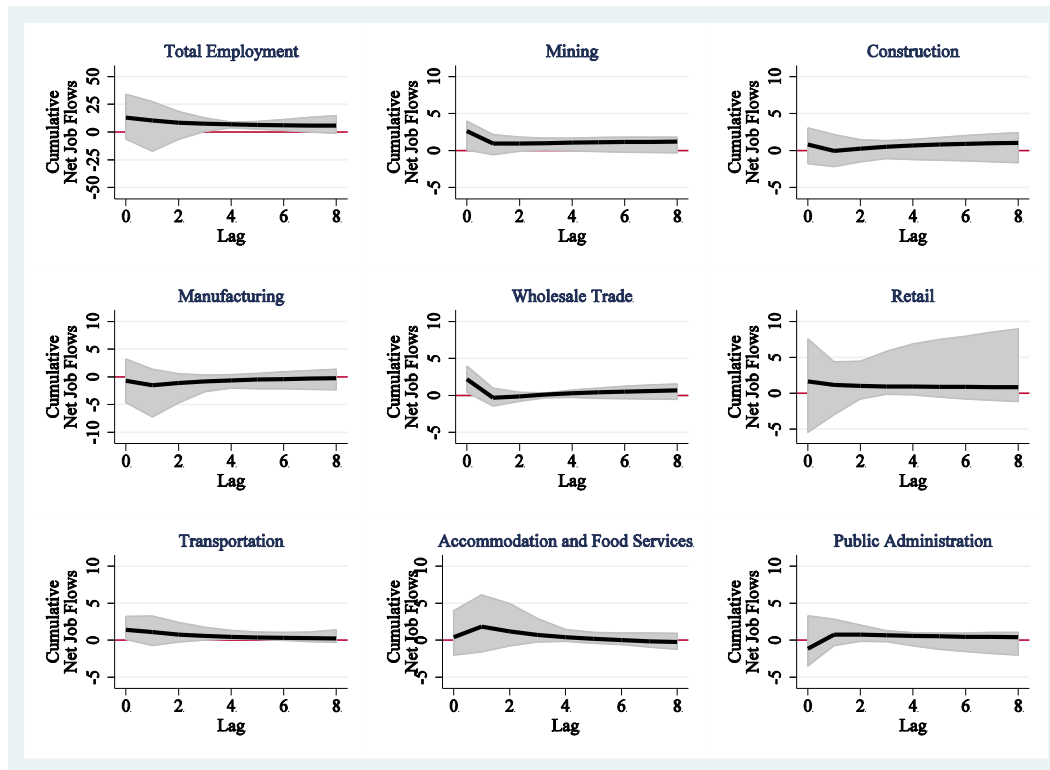 Total Employment
Cumulative
Net Job Flows
50
25
0
-25
-50
0 2 4 6 8
Lag
Mining
Cumulative
Net Job Flows
10
5
0
-5
0 2 4 6 8
Lag
Construction
Cumulative
Net Job Flows
10
5
0
-5
0 2 4 6 8
Lag
Manufacturing
Cumulative
Net Job Flows
10
5
0
-5
-10
0 2 4 6 8
Lag
Wholesale Trade
Cumulative
Net Job Flows
10
5
0
-5
0 2 4 6 8
Lag
Retail
Cumulative
Net Job Flows
10
5
0
-5
0 2 4 6 8
Lag
Transportation
Cumulative
Net Job Flows
10
5
0
-5
0 2 4 6 8
Lag
Accommodation and Food Services
Cumulative
Net Job Flows
10
5
0
-5
0 2 4 6 8
Lag
Public Administration
Cumulative
Net Job Flows
10
5
0
-5
0 2 4 6 8
Lag